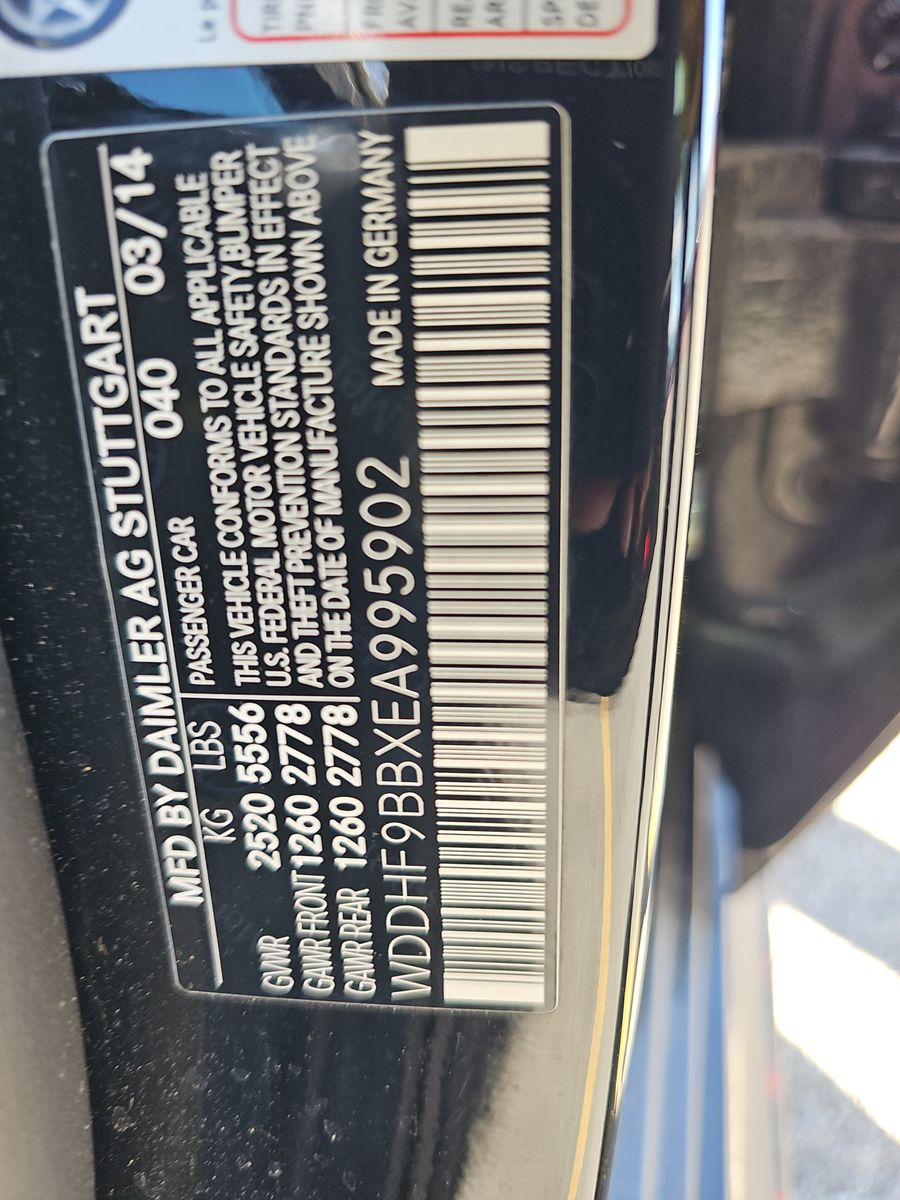 MFD BY DAIMLER AG STUTTGART
KG LBS 040 03/14
GVWR 2520 5556
GAWR FRONT 1260 2778
GAWR REAR 1260 2778
PASSENGER CAR
THIS VEHICLE CONFORMS TO ALL APPLICABLE
U.S. FEDERAL MOTOR VEHICLE SAFETY,BUMPER
AND THEFT PREVENTION STANDARDS IN EFFECT
ON THE DATE OF MANUFACTURE SHOWN ABOVE
WDDHF9BBXEA995902 MADE IN GERMANY